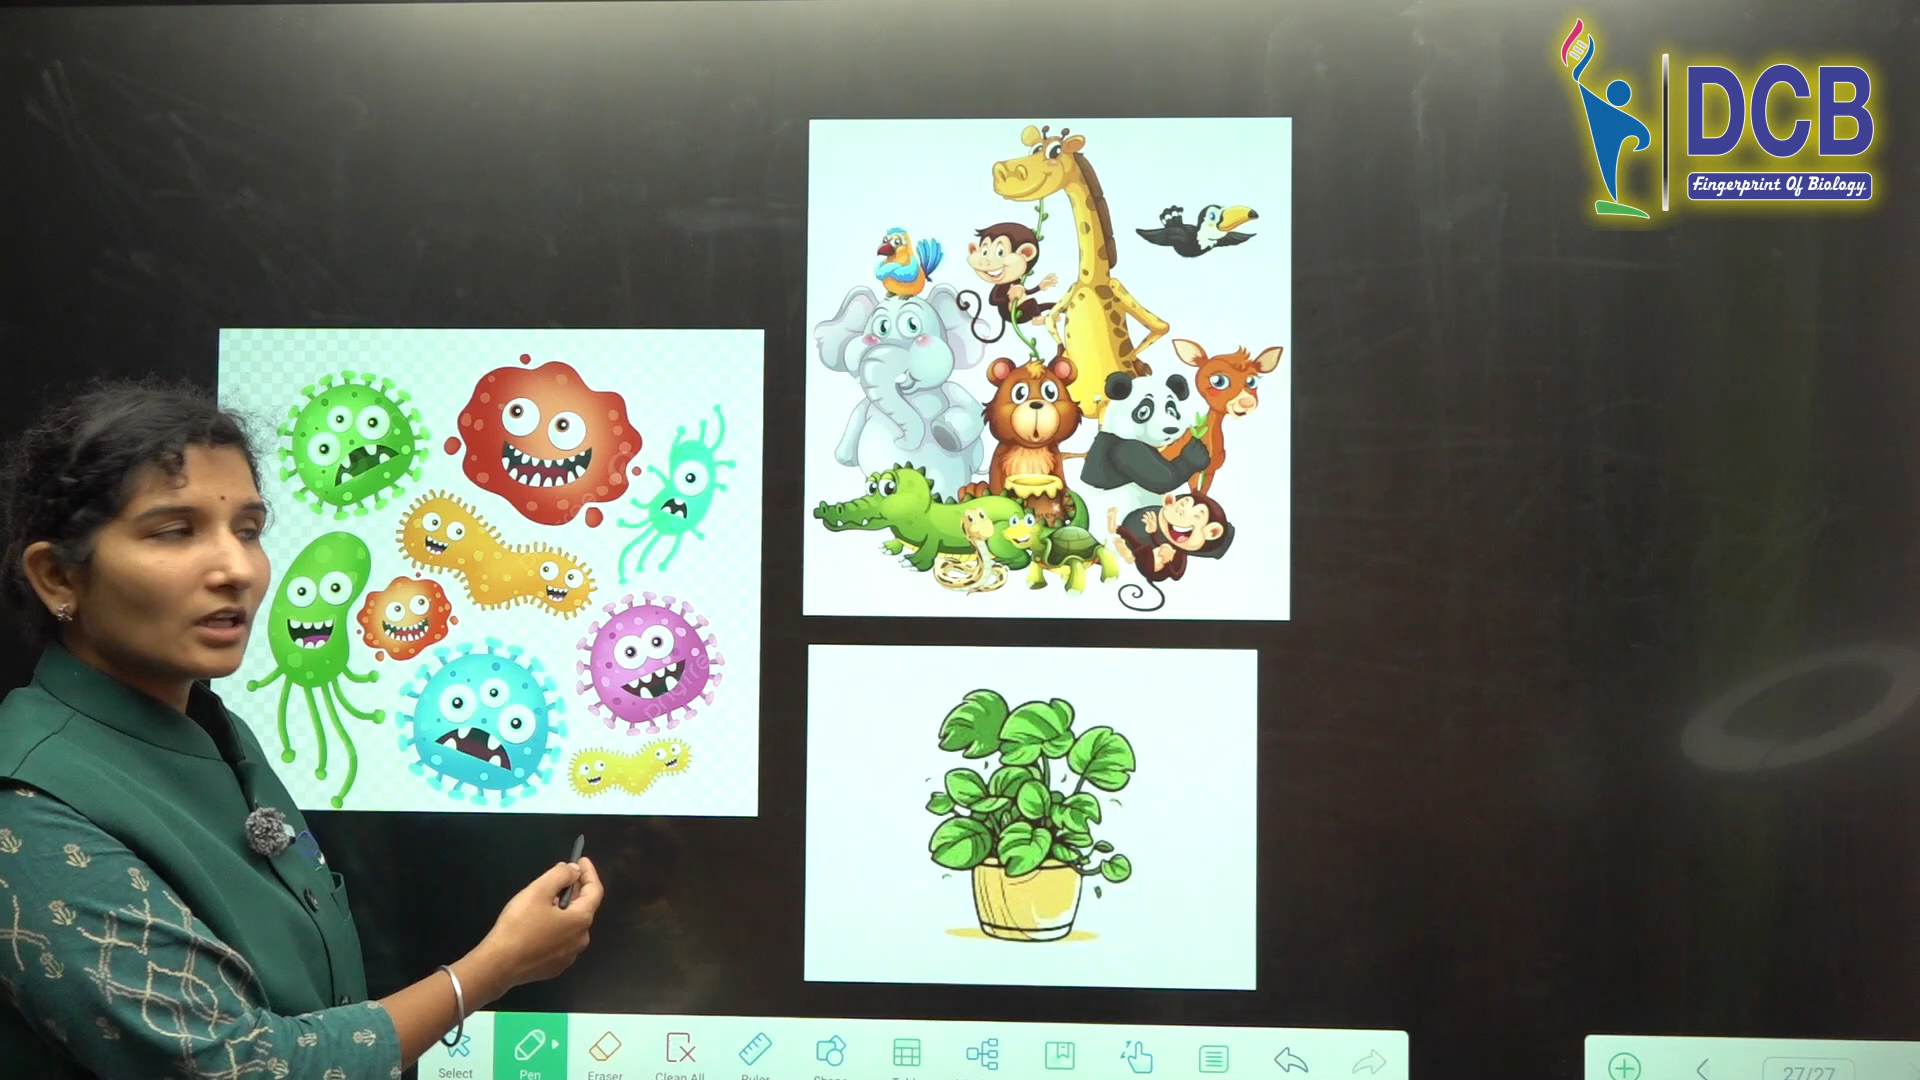 DCB
Fingerprint Of Biology
Select
Pen
Eraser
Clean All
Ruler
27/27